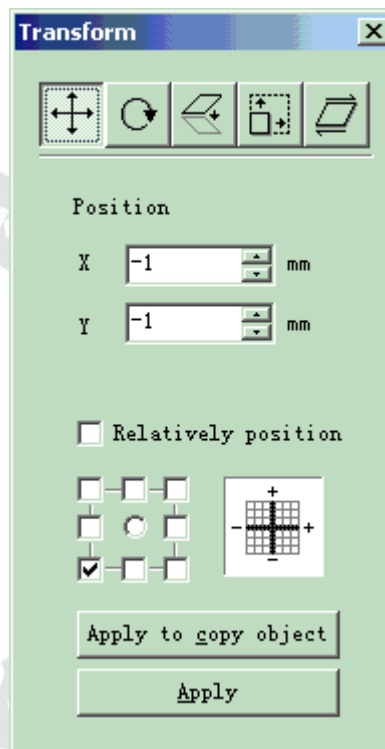 Transform
Position
X -1 mm
Y -1 mm
Relatively position
+
- +
-
Apply to copy object
Apply